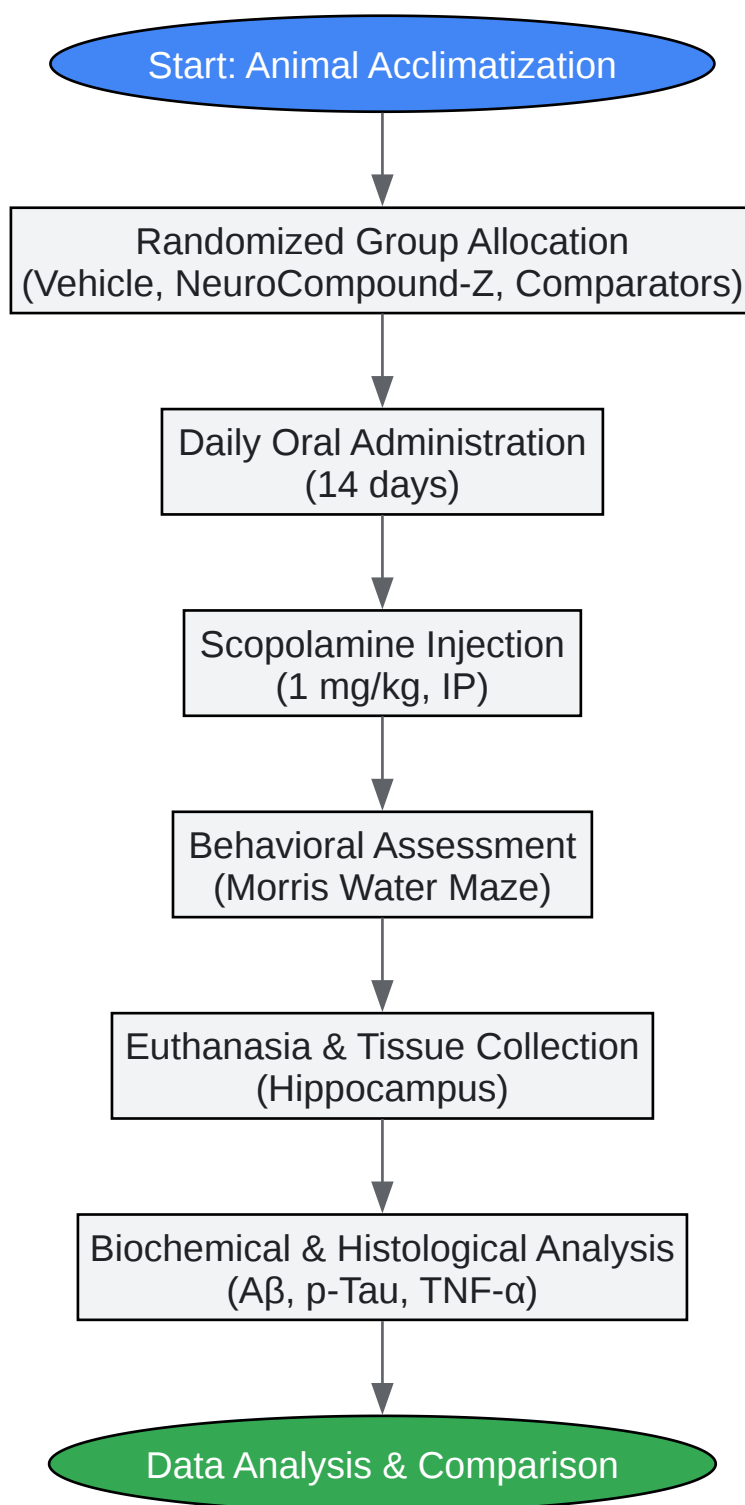 Start: Animal Acclimatization
Randomized Group Allocation
(Vehicle, NeuroCompound-Z, Comparators)
Daily Oral Administration
(14 days)
Scopolamine Injection
(1 mg/kg, IP)
Behavioral Assessment
(Morris Water Maze)
Euthanasia & Tissue Collection
(Hippocampus)
Biochemical & Histological Analysis
(Aβ, p-Tau, TNF-α)
Data Analysis & Comparison